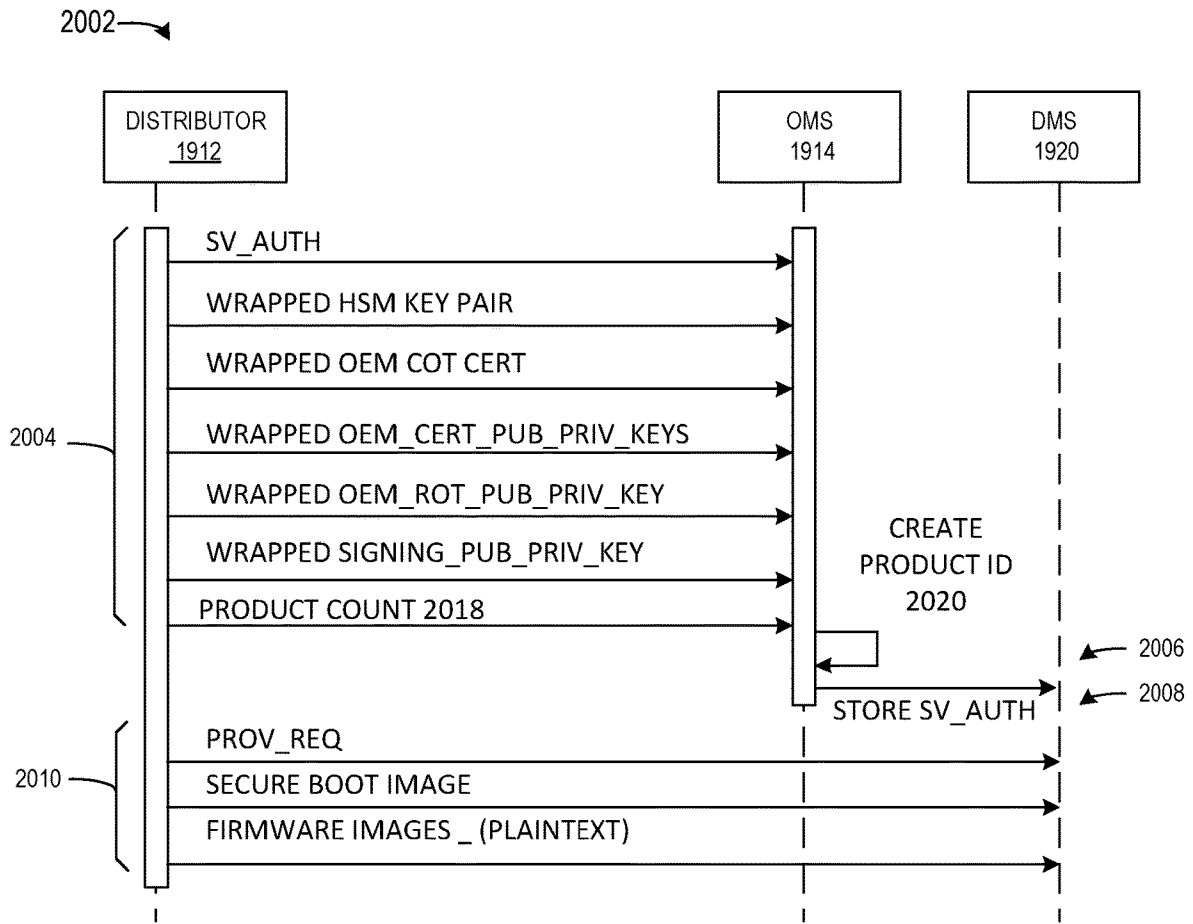 2002
DISTRIBUTOR
1912
OMS
1914
DMS
1920
SV_AUTH
WRAPPED HSM KEY PAIR
WRAPPED OEM COT CERT
2004
WRAPPED OEM_CERT_PUB_PRIV_KEYS
WRAPPED OEM_ROT_PUB_PRIV_KEY
WRAPPED SIGNING_PUB_PRIV_KEY
PRODUCT COUNT 2018
CREATE
PRODUCT ID
2020
2006
2008
STORE SV_AUTH
2010
PROV_REQ
SECURE BOOT IMAGE
FIRMWARE IMAGES _ (PLAINTEXT)